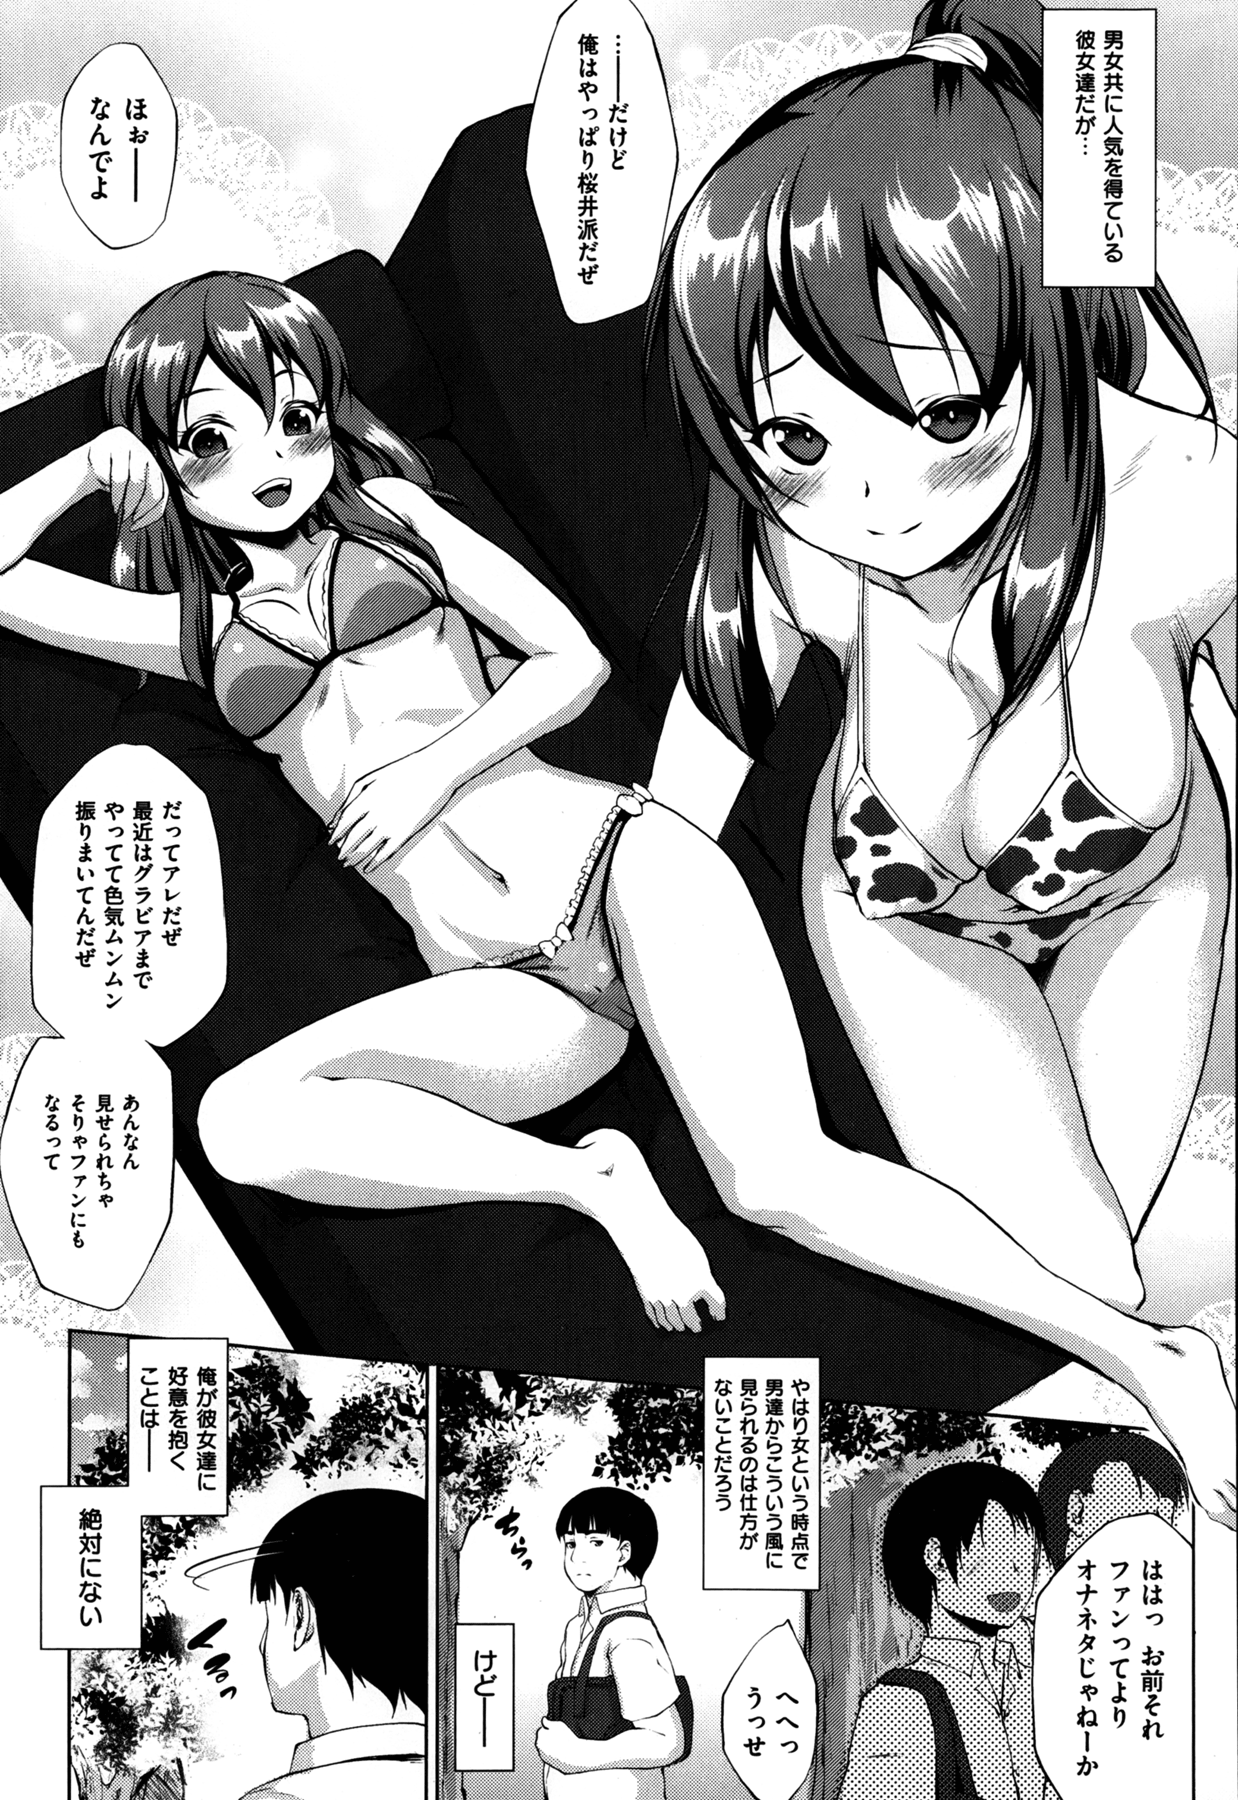 男女共に人気を得ている
彼女達だが…
…――だけど
俺はやっぱり桜井派だぜ
ほぉ――
なんでよ
だってアレだぜ
最近はグラビアまで
やってて色気ムンムン
振りまいてんだぜ
あんなん
見せられちゃ
そりゃファンにも
なるって
ははっ お前それ
ファンってより
オナネタじゃねーか
へへっ
うっせ
やはり女という時点で
男達からこういう風に
見られるのは仕方が
ないことだろう
ちらっ
けど――
俺が彼女達に
好意を抱く
ことは――
絶対にない
くるっ